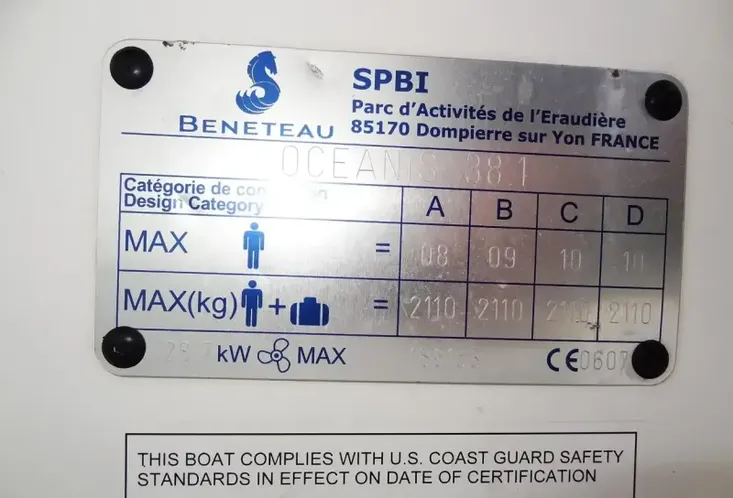 BENETEAU
SPBI
Parc d'Activités de l'Eraudière
85170 Dompierre sur Yon FRANCE
OCEANIS 38.1
Catégorie de
Design Category
A B C D
MAX = 08 09 10 10
MAX(kg) + = 2110 2110 2110 2110
kW MAX
CE0607
THIS BOAT COMPLIES WITH U.S. COAST GUARD SAFETY
STANDARDS IN EFFECT ON DATE OF CERTIFICATION